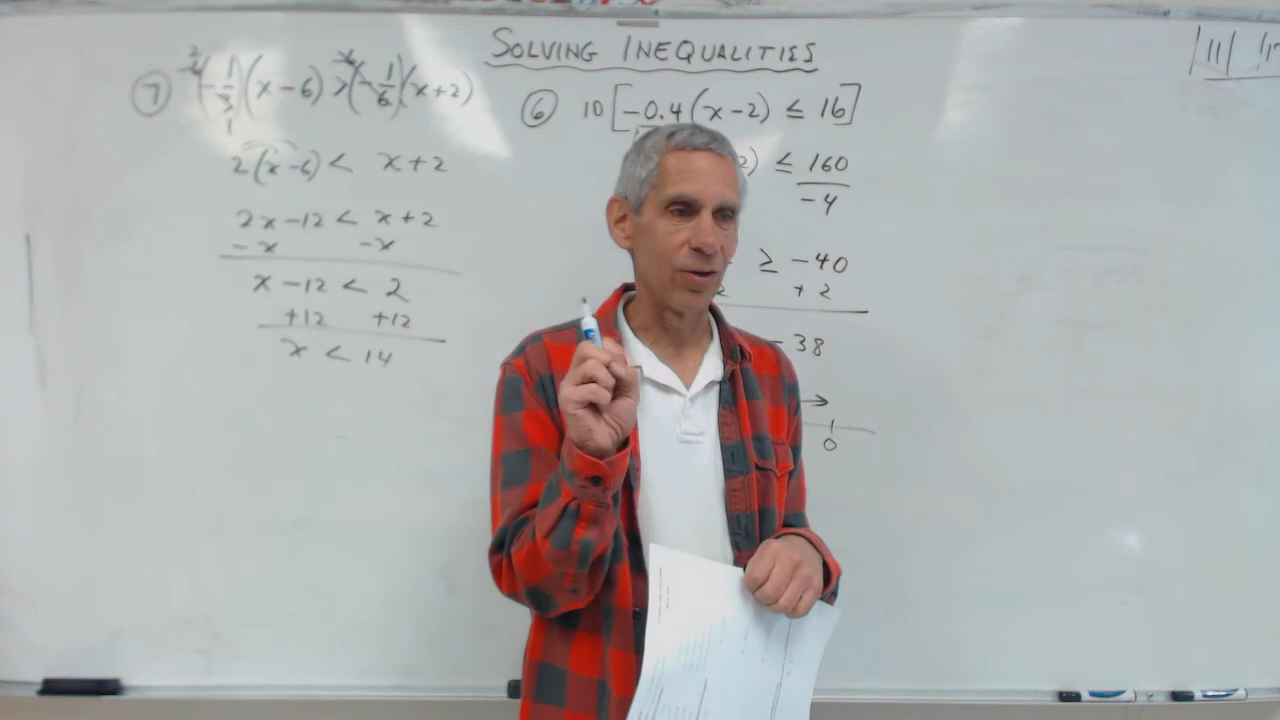 SOLVING INEQUALITIES
7 (-1/3)(x-6) > (-1/6)(x+2)
2(x-6) < x+2
2x-12 < x+2
-x -x
x-12 < 2
+12 +12
x < 14
6 10[-0.4(x-2) ≤ 16]
2) ≤ 160
-4
≥ -40
+2
-38
0